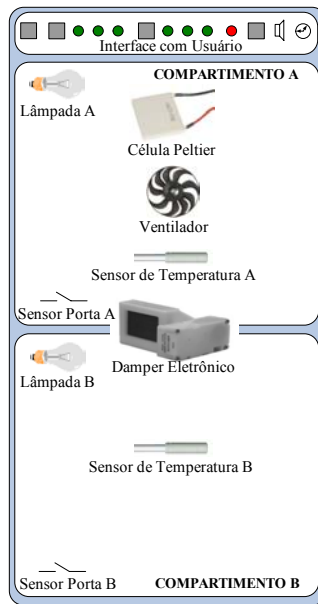 Interface com Usuário
COMPARTIMENTO A
Lâmpada A
Célula Peltier
Ventilador
Sensor de Temperatura A
Sensor Porta A
Damper Eletrônico
Lâmpada B
Sensor de Temperatura B
Sensor Porta B
COMPARTIMENTO B